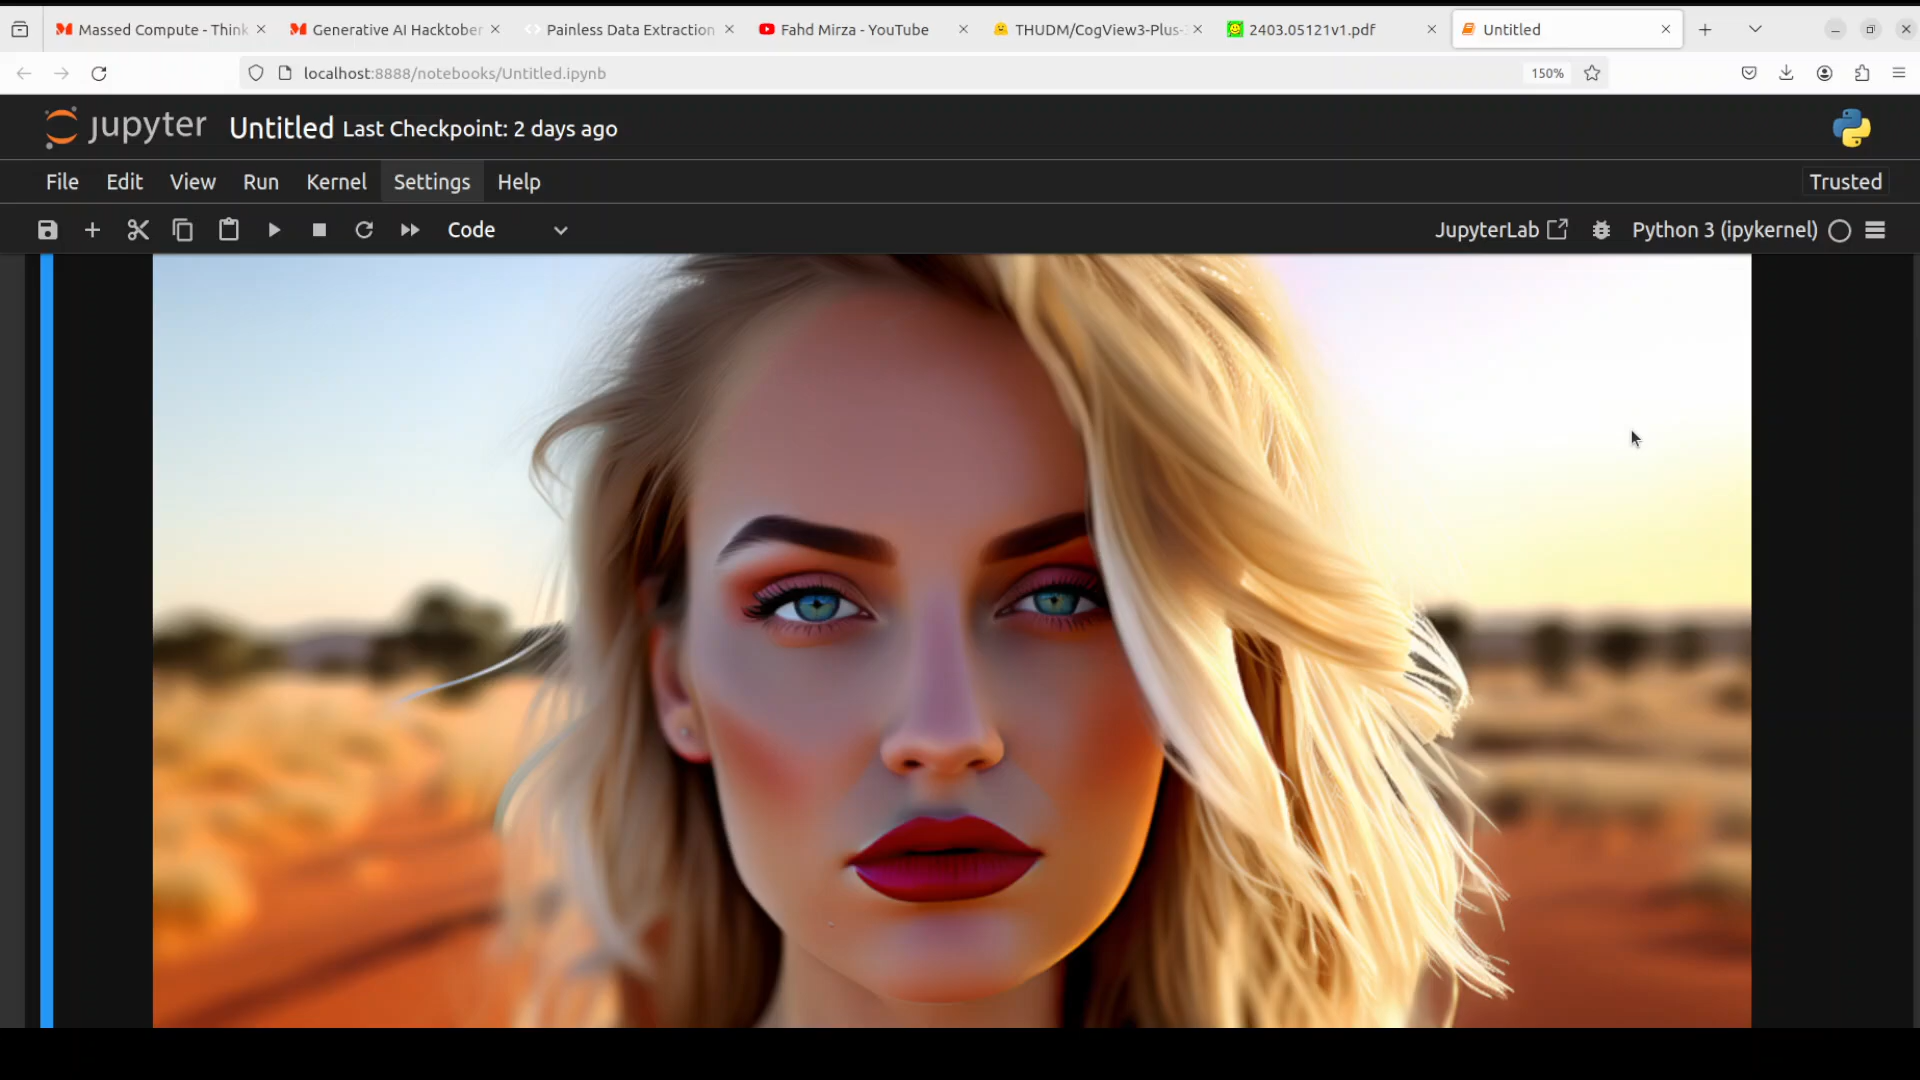 Massed Compute - Think
Generative AI Hacktober
Painless Data Extraction
Fahd Mirza - YouTube
THUDM/CogView3-Plus-
2403.05121v1.pdf
Untitled
localhost:8888/notebooks/Untitled.ipynb
150%
jupyter Untitled Last Checkpoint: 2 days ago
File Edit View Run Kernel Settings Help
Trusted
Code
JupyterLab
Python 3 (ipykernel)